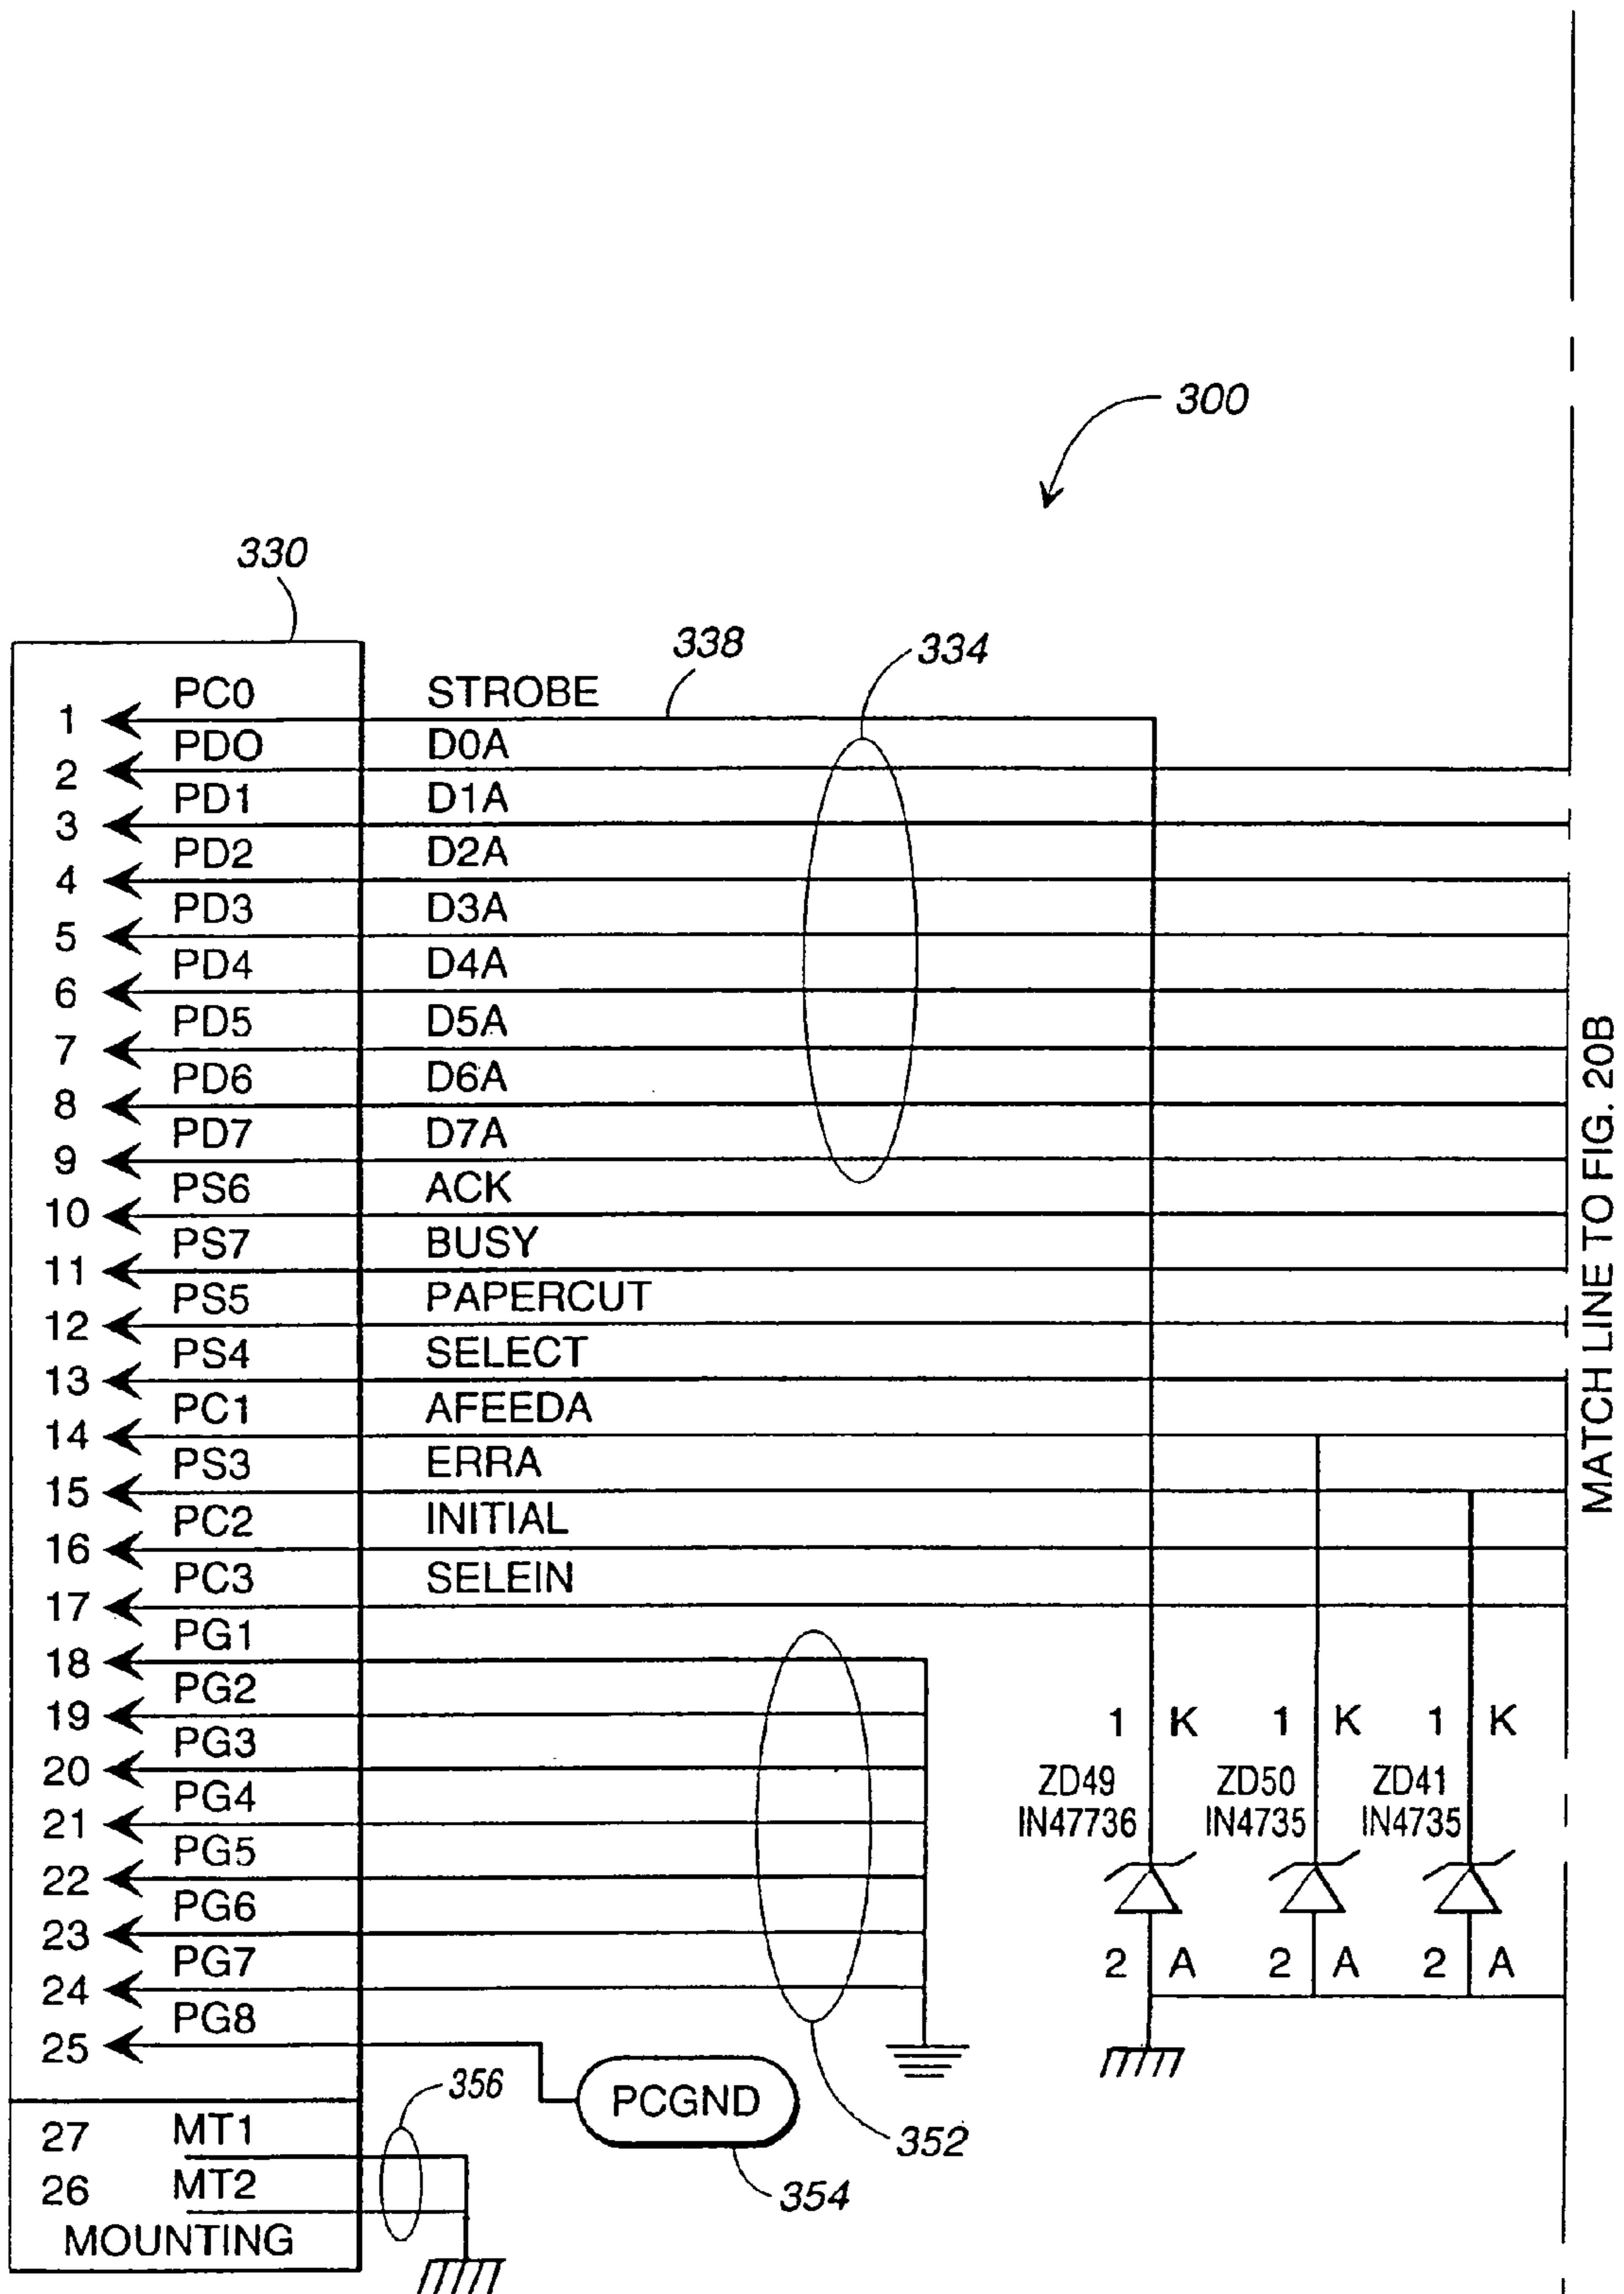 300
330
338
334
1 PC0 STROBE
2 PDO D0A
3 PD1 D1A
4 PD2 D2A
5 PD3 D3A
6 PD4 D4A
7 PD5 D5A
8 PD6 D6A
9 PD7 D7A
10 PS6 ACK
11 PS7 BUSY
12 PS5 PAPERCUT
13 PS4 SELECT
14 PC1 AFEEDA
15 PS3 ERRA
16 PC2 INITIAL
17 PC3 SELEIN
18 PG1
19 PG2
20 PG3
21 PG4
22 PG5
23 PG6
24 PG7
25 PG8
1 K 1 K 1 K
ZD49 ZD50 ZD41
IN47736 IN4735 IN4735
2 A 2 A 2 A
356
PCGND
352
354
27 MT1
26 MT2
MOUNTING
MATCH LINE TO FIG. 20B